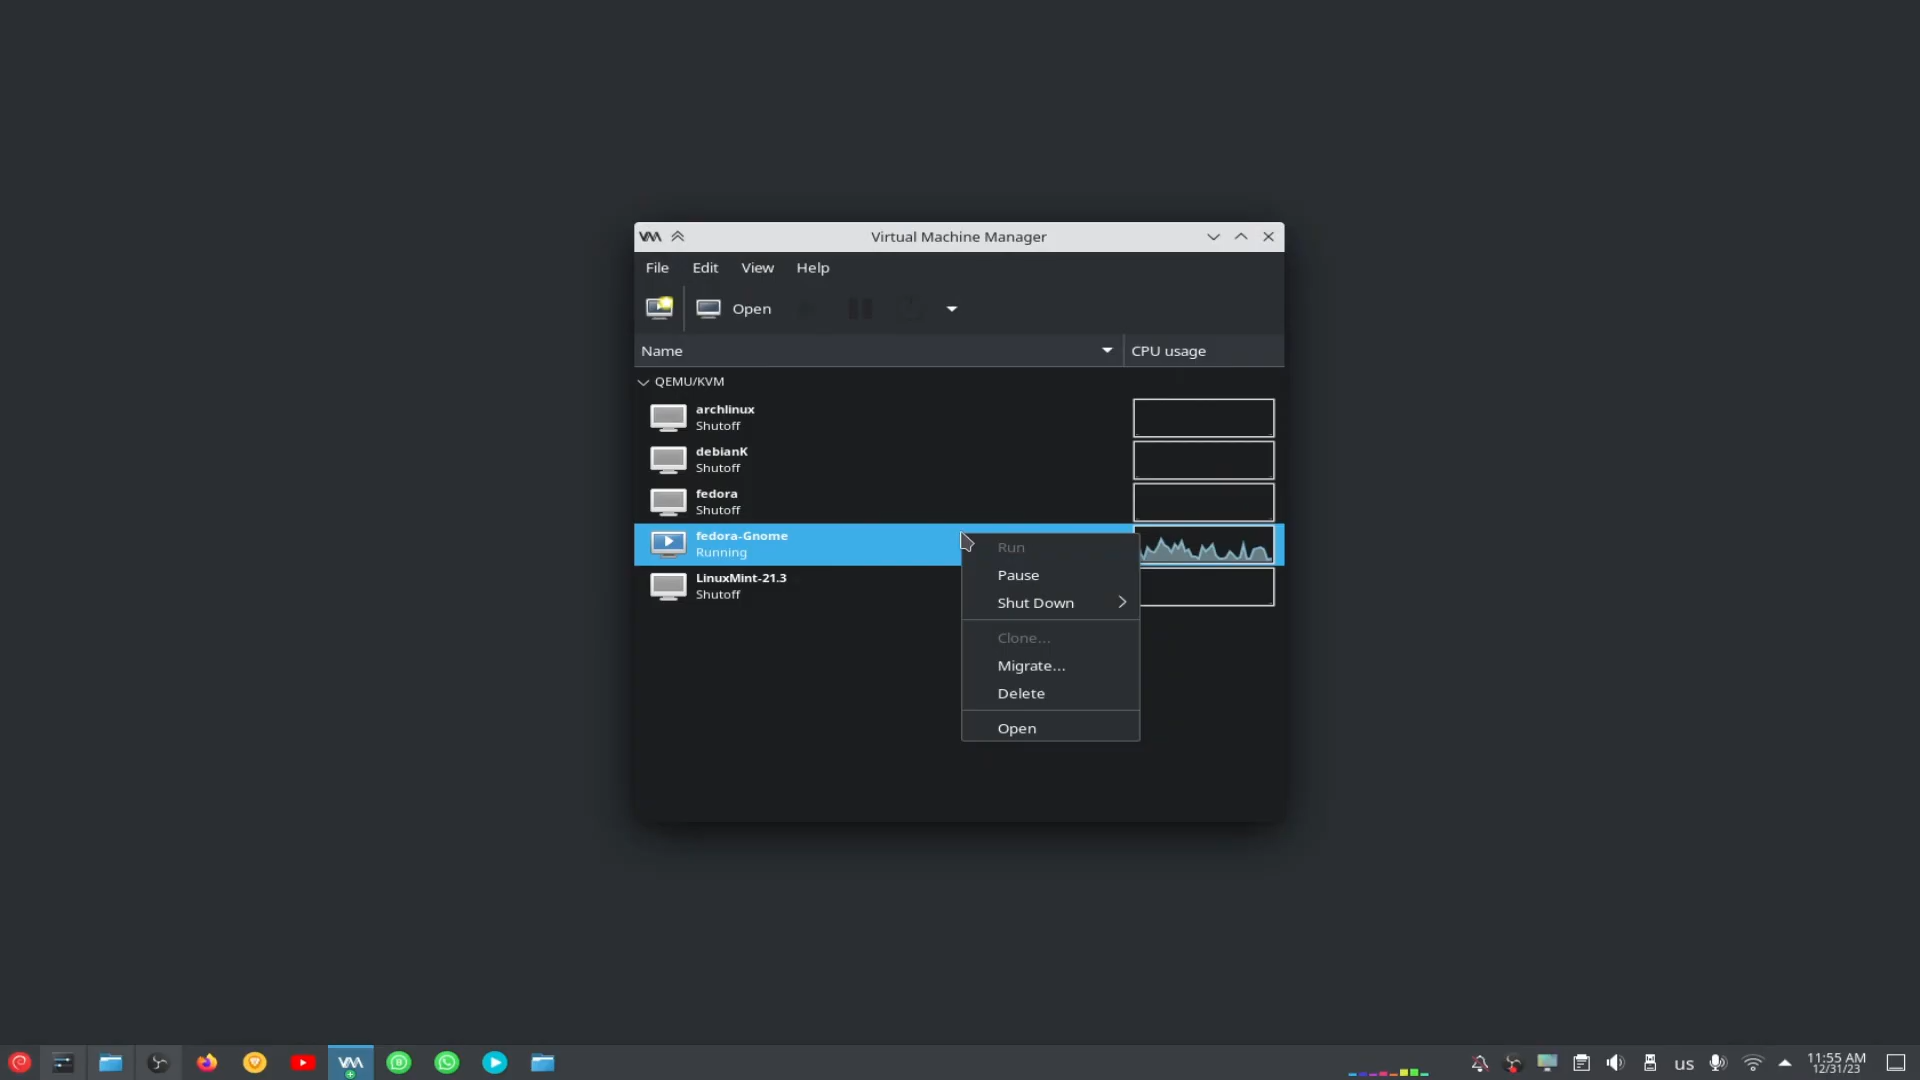 Virtual Machine Manager
File Edit View Help
Open
Name CPU usage
QEMU/KVM
archlinux
Shutoff
debianK
Shutoff
fedora
Shutoff
fedora-Gnome
Running
LinuxMint-21.3
Shutoff
Run
Pause
Shut Down
Clone...
Migrate...
Delete
Open
us
11:55 AM
12/31/23